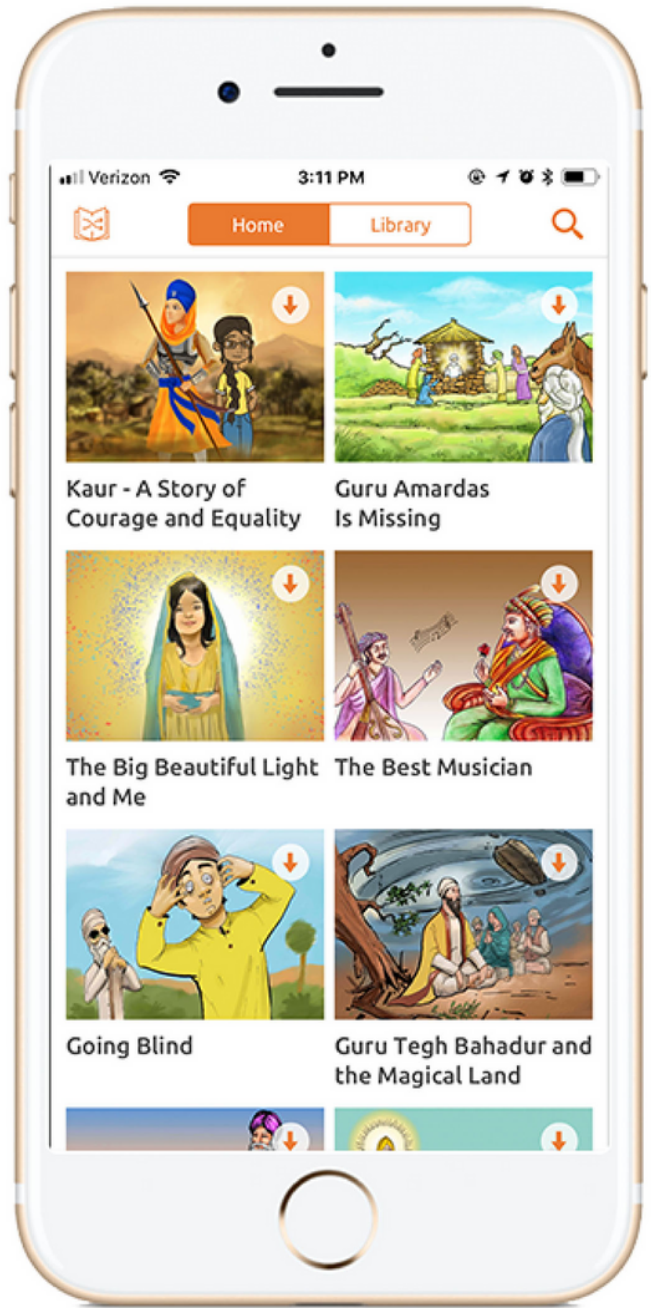 Verizon 3:11 PM
Home Library
Kaur - A Story of
Courage and Equality
Guru Amardas
Is Missing
The Big Beautiful Light
and Me
The Best Musician
Going Blind
Guru Tegh Bahadur and
the Magical Land